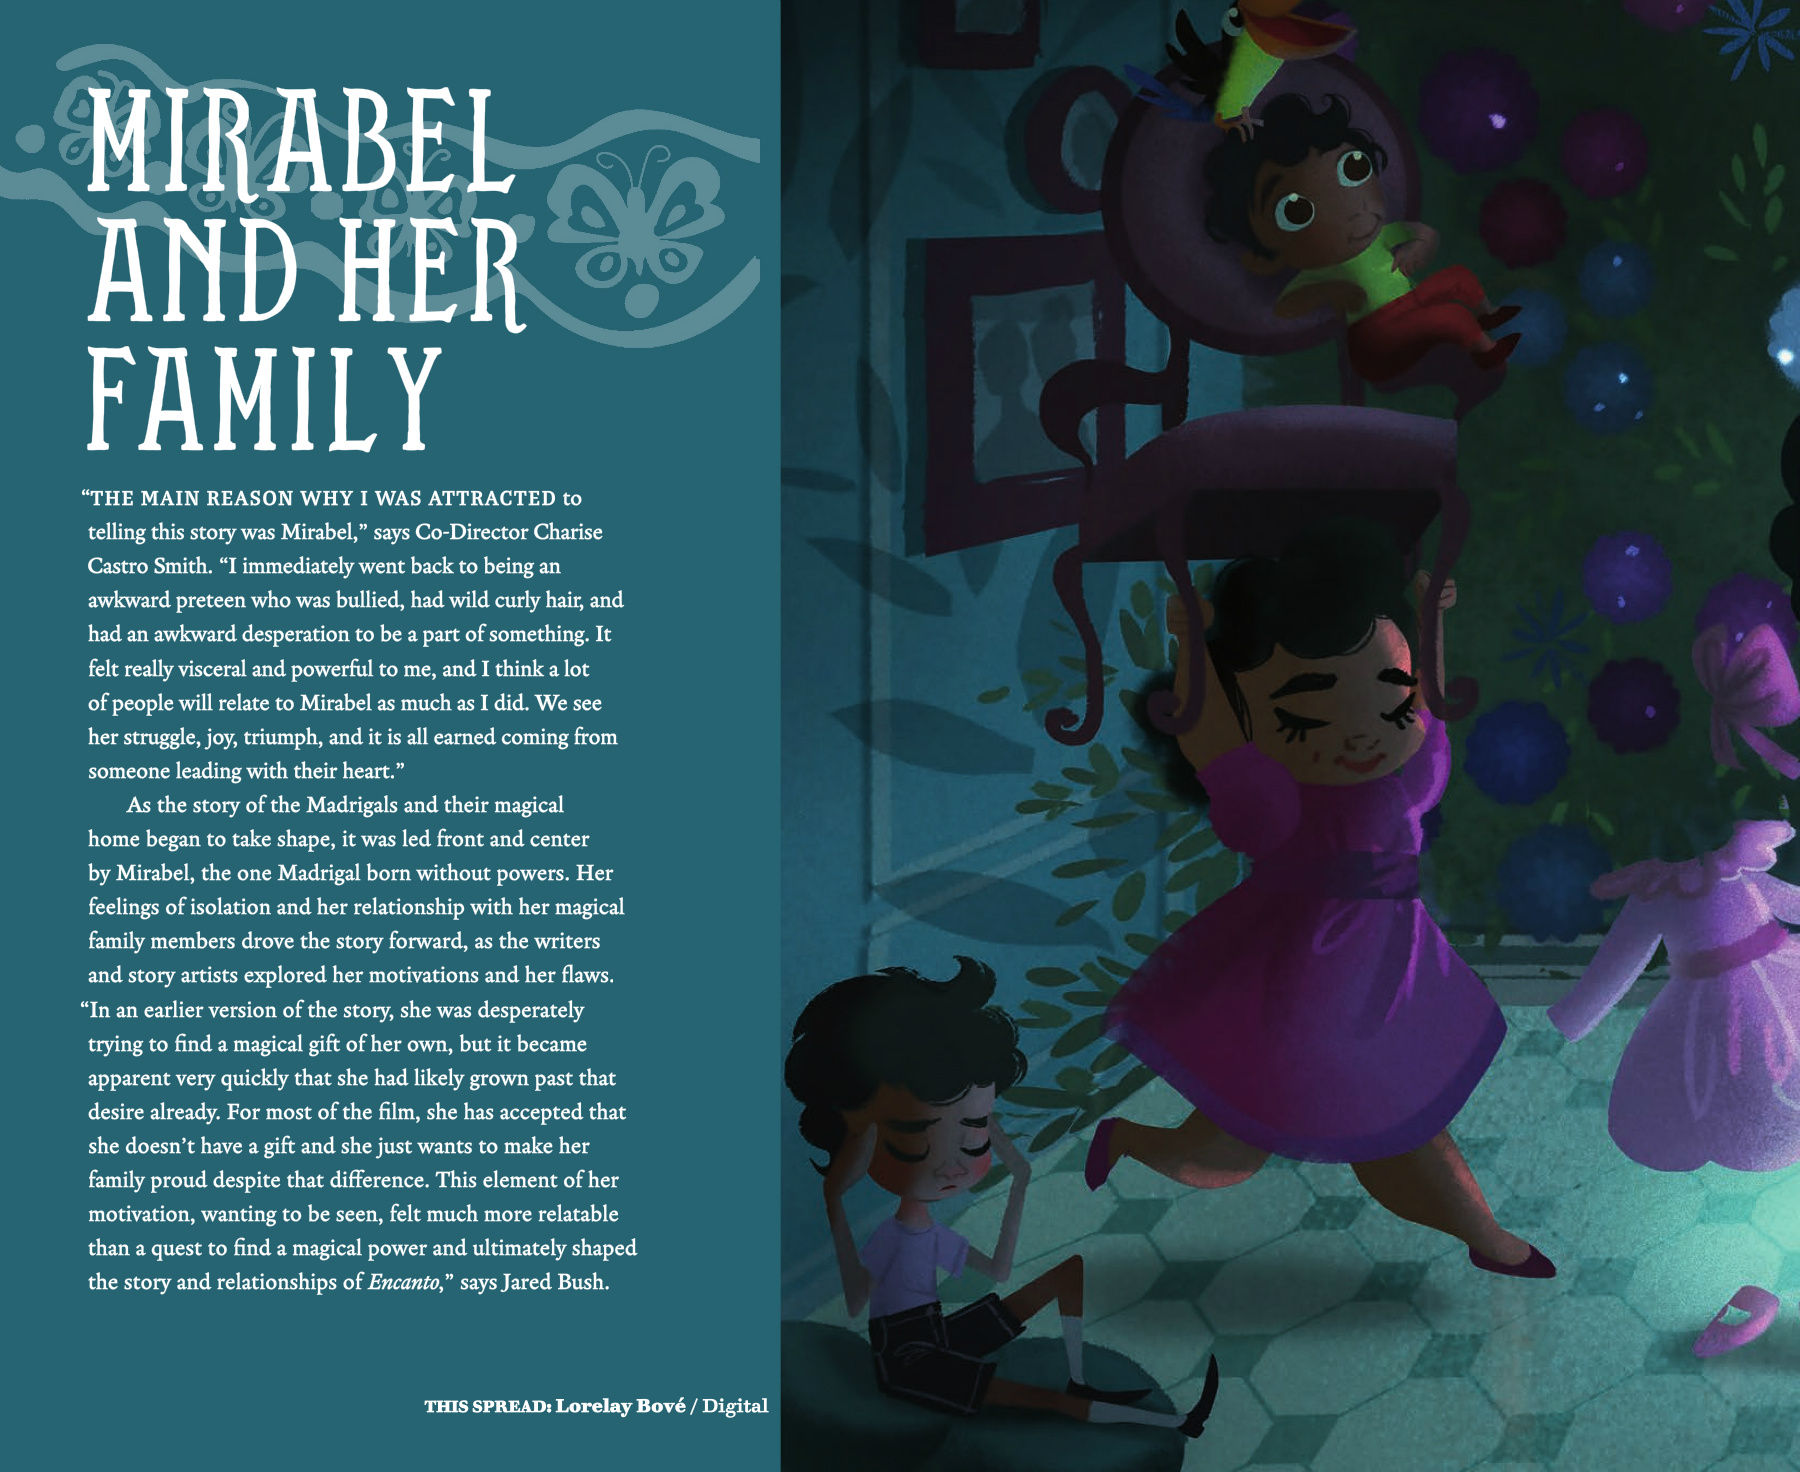 MIRABEL
AND HER
FAMILY
“THE MAIN REASON WHY I WAS ATTRACTED to
telling this story was Mirabel,” says Co-Director Charise
Castro Smith. “I immediately went back to being an
awkward preteen who was bullied, had wild curly hair, and
had an awkward desperation to be a part of something. It
felt really visceral and powerful to me, and I think a lot
of people will relate to Mirabel as much as I did. We see
her struggle, joy, triumph, and it is all earned coming from
someone leading with their heart.”
As the story of the Madrigals and their magical
home began to take shape, it was led front and center
by Mirabel, the one Madrigal born without powers. Her
feelings of isolation and her relationship with her magical
family members drove the story forward, as the writers
and story artists explored her motivations and her flaws.
“In an earlier version of the story, she was desperately
trying to find a magical gift of her own, but it became
apparent very quickly that she had likely grown past that
desire already. For most of the film, she has accepted that
she doesn’t have a gift and she just wants to make her
family proud despite that difference. This element of her
motivation, wanting to be seen, felt much more relatable
than a quest to find a magical power and ultimately shaped
the story and relationships of Encanto,” says Jared Bush.
THIS SPREAD: Lorelay Bové / Digital